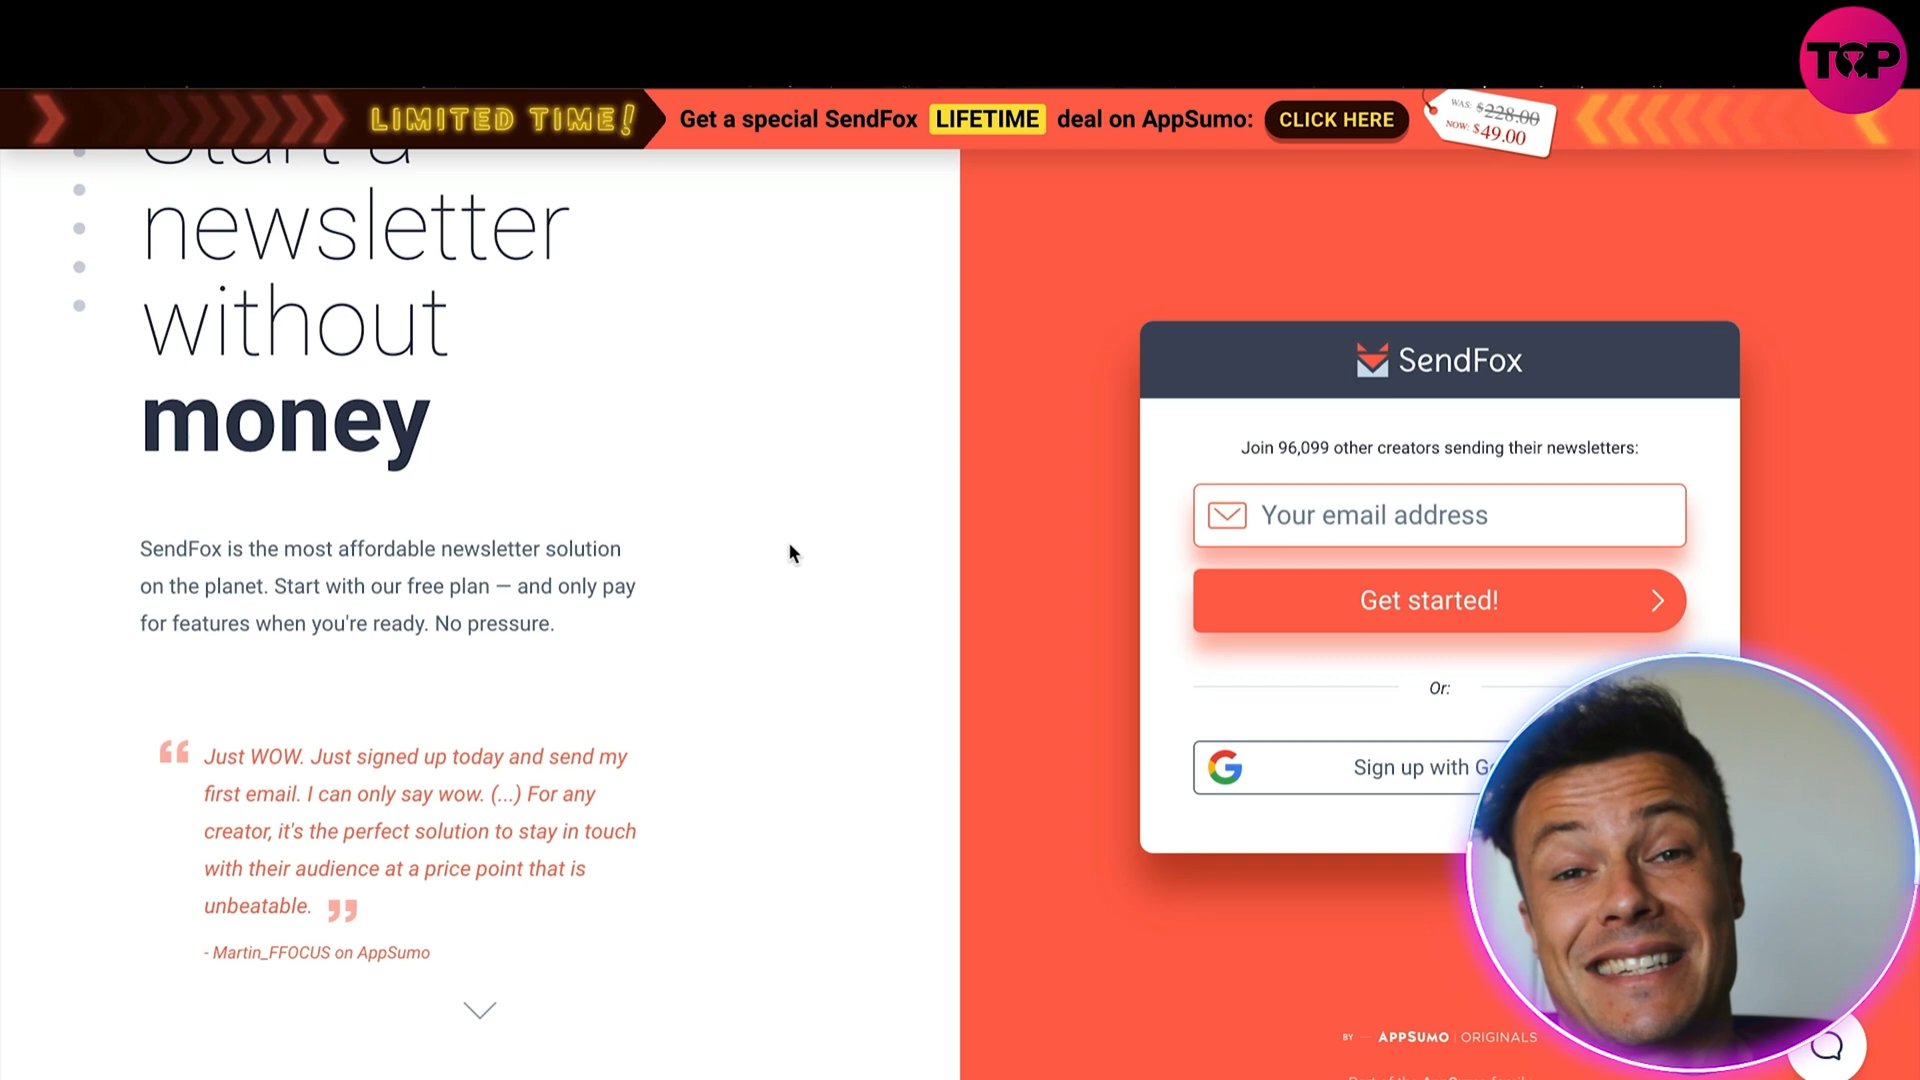 TOP
LIMITED TIME!
Get a special SendFox LIFETIME deal on AppSumo: CLICK HERE
WAS: $228.00
NOW: $49.00
Start a
newsletter
without
money
SendFox is the most affordable newsletter solution
on the planet. Start with our free plan — and only pay
for features when you're ready. No pressure.
“ Just WOW. Just signed up today and send my
first email. I can only say wow. (...) For any
creator, it's the perfect solution to stay in touch
with their audience at a price point that is
unbeatable. ”
- Martin_FFOCUS on AppSumo
SendFox
Join 96,099 other creators sending their newsletters:
Your email address
Get started!
Or:
Sign up with G
BY — APPSUMO | ORIGINALS